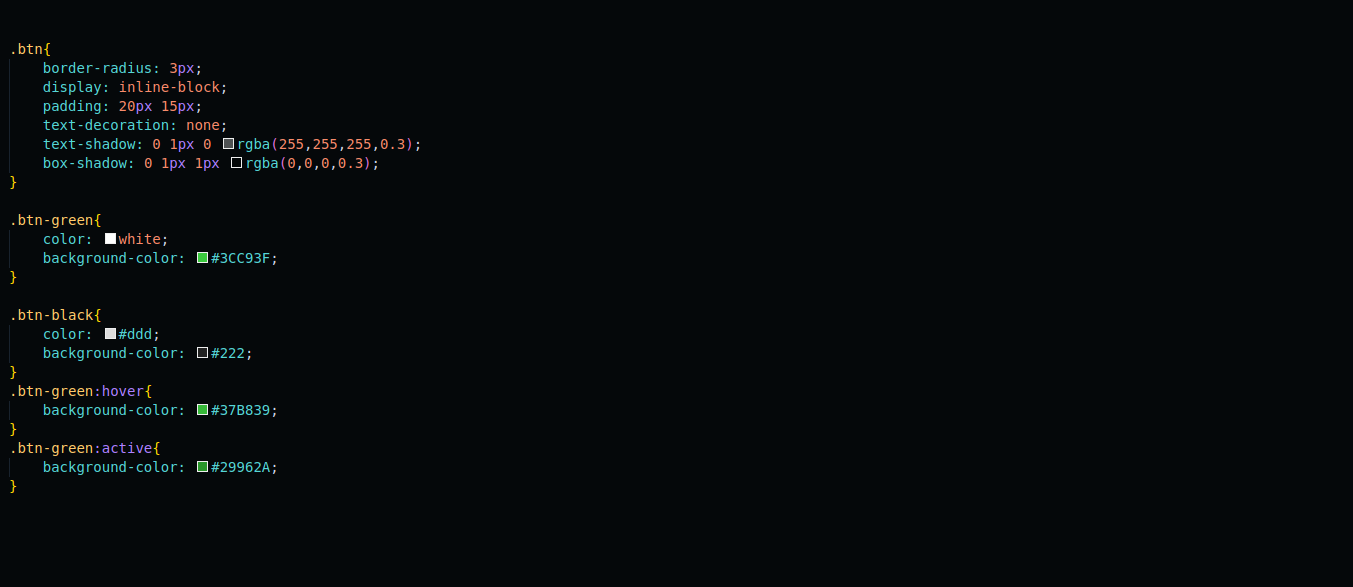 .btn{
    border-radius: 3px;
    display: inline-block;
    padding: 20px 15px;
    text-decoration: none;
    text-shadow: 0 1px 0 rgba(255,255,255,0.3);
    box-shadow: 0 1px 1px rgba(0,0,0,0.3);
}

.btn-green{
    color: white;
    background-color: #3CC93F;
}

.btn-black{
    color: #ddd;
    background-color: #222;
}
.btn-green:hover{
    background-color: #37B839;
}
.btn-green:active{
    background-color: #29962A;
}